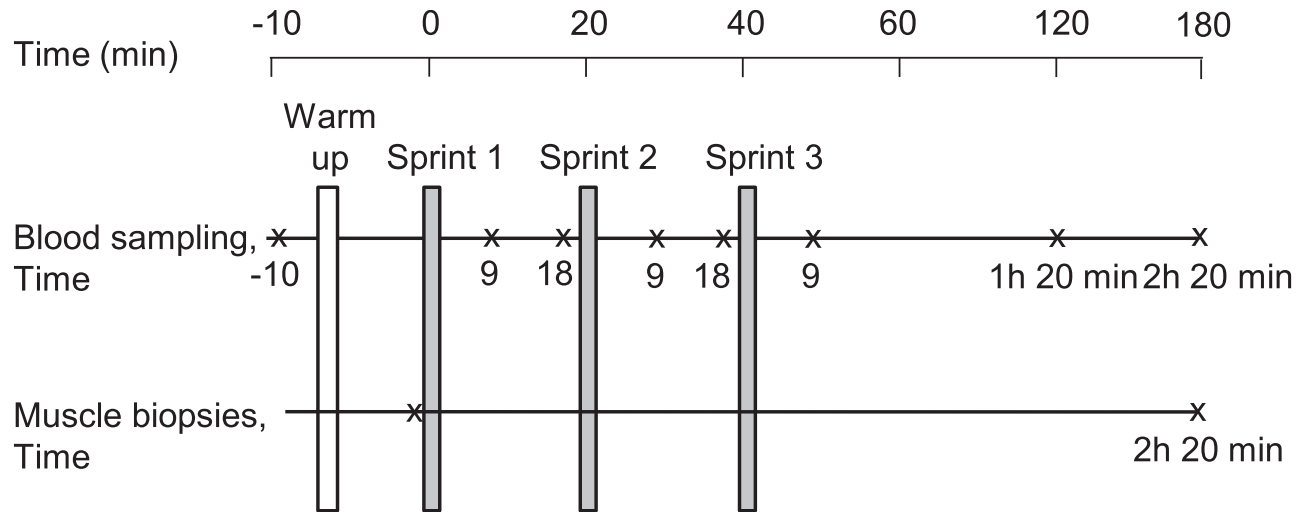 -10 0 20 40 60 120 180
Time (min)
Warm
up Sprint 1 Sprint 2 Sprint 3
Blood sampling, x x x x x x x x
Time -10 9 18 9 18 9 1h 20 min 2h 20 min
Muscle biopsies, x x
Time 2h 20 min